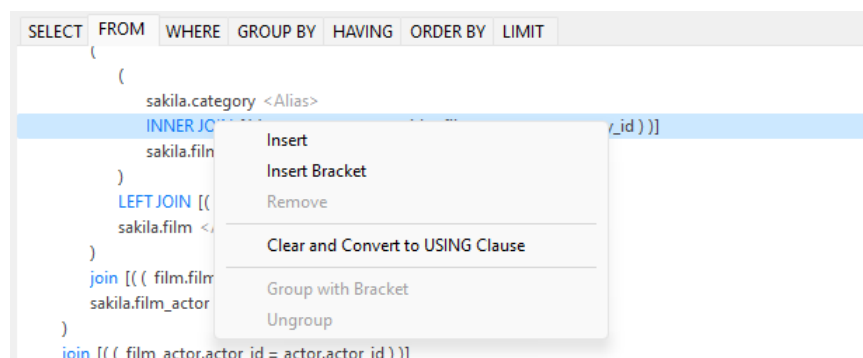 SELECT FROM WHERE GROUP BY HAVING ORDER BY LIMIT
(
(
sakila.category <Alias>
INNER JOIN y_id ) )]
sakila.film
)
LEFT JOIN [(
sakila.film <
)
join [( ( film.film
sakila.film_actor
)
join [( ( film_actor.actor_id = actor.actor_id ) )]
Insert
Insert Bracket
Remove
Clear and Convert to USING Clause
Group with Bracket
Ungroup